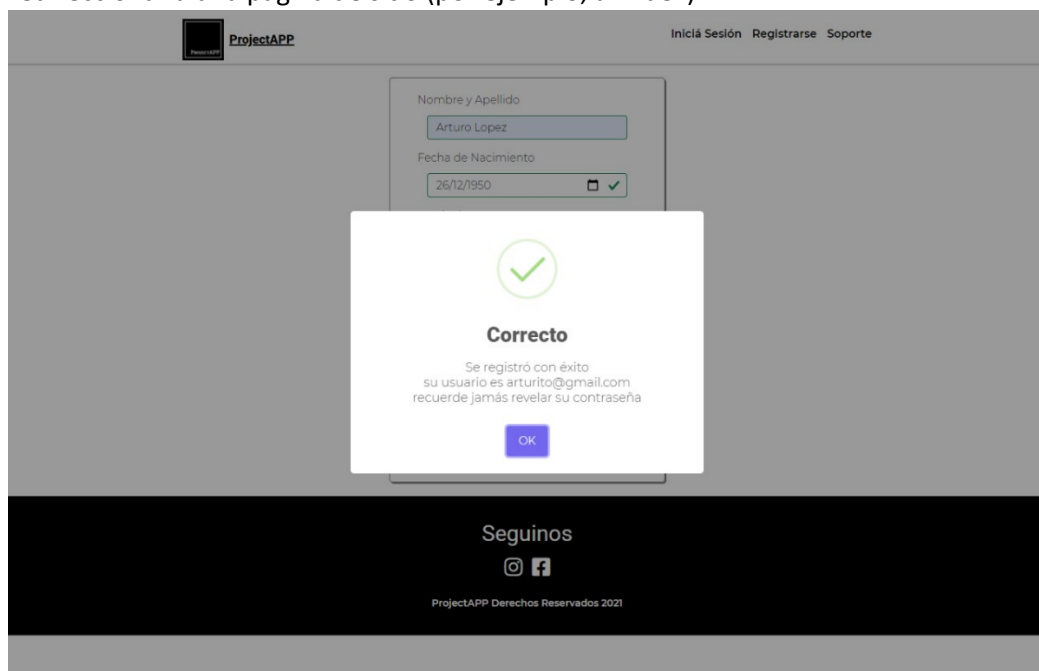 ProjectAPP
Iniciá Sesión Registrarse Soporte
Nombre y Apellido
Arturo Lopez
Fecha de Nacimiento
26/12/1950
Correcto
Se registró con éxito
su usuario es arturito@gmail.com
recuerde jamás revelar su contraseña
OK
Seguinos
ProjectAPP Derechos Reservados 2021